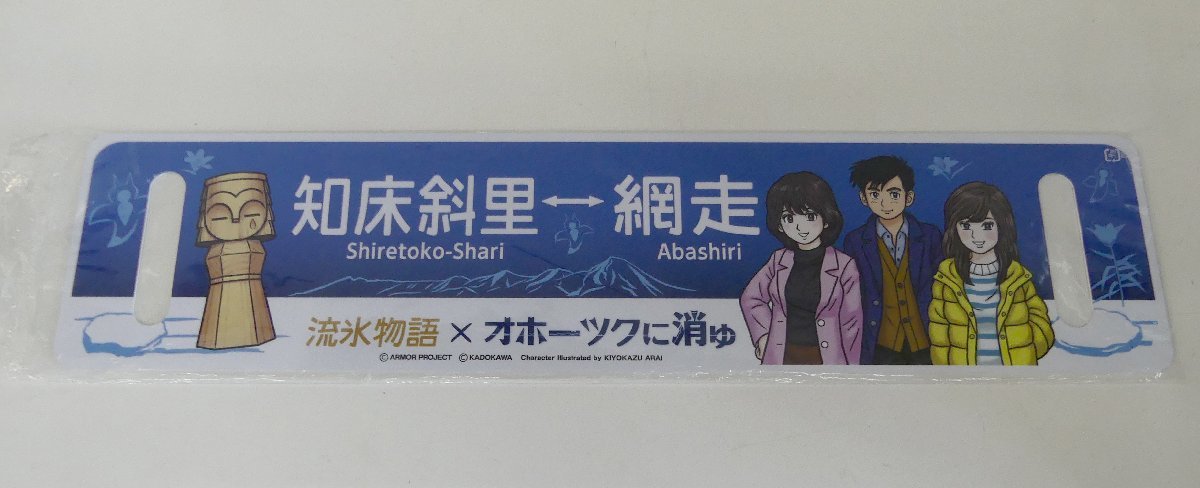 知床斜里↔網走
Shiretoko-Shari Abashiri
流氷物語 × オホーツクに消ゆ
©ARMOR PROJECT ©KADOKAWA Character Illustrated by KIYOKAZU ARAI